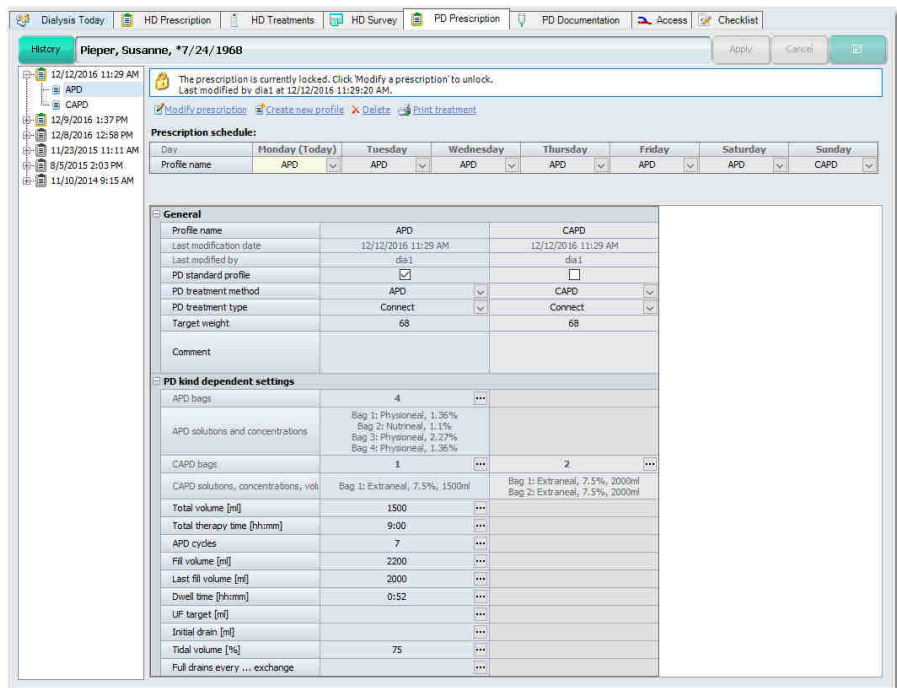 Dialysis Today HD Prescription HD Treatments HD Survey PD Prescription PD Documentation Access Checklist
History Pieper, Susanne, *7/24/1968 Apply Cancel
12/12/2016 11:29 AM
APD
CAPD
12/9/2016 1:37 PM
12/8/2016 12:58 PM
11/23/2015 11:11 AM
8/5/2015 2:03 PM
11/10/2014 9:15 AM
The prescription is currently locked. Click 'Modify a prescription' to unlock.
Last modified by dia1 at 12/12/2016 11:29:20 AM.
Modify prescription Create new profile Delete Print treatment
Prescription schedule:
Day Monday (Today) Tuesday Wednesday Thursday Friday Saturday Sunday
Profile name APD APD APD APD APD APD CAPD
General
Profile name APD CAPD
Last modification date 12/12/2016 11:29 AM 12/12/2016 11:29 AM
Last modified by dia1 dia1
PD standard profile
PD treatment method APD CAPD
PD treatment type Connect Connect
Target weight 68 68
Comment
PD kind dependent settings
APD bags 4 ...
APD solutions and concentrations
Bag 1: Physioneal, 1.36%
Bag 2: Nutrineal, 1.1%
Bag 3: Physioneal, 2.27%
Bag 4: Physioneal, 1.36%
CAPD bags 1 ... 2 ...
CAPD solutions, concentrations, volu Bag 1: Extraneal, 7.5%, 1500ml
Bag 1: Extraneal, 7.5%, 2000ml
Bag 2: Extraneal, 7.5%, 2000ml
Total volume [ml] 1500 ...
Total therapy time [hh:mm] 9:00 ...
APD cycles 7 ...
Fill volume [ml] 2200 ...
Last fill volume [ml] 2000 ...
Dwell time [hh:mm] 0:52 ...
UF target [ml] ...
Initial drain [ml] ...
Tidal volume [%] 75 ...
Full drains every ... exchange ...